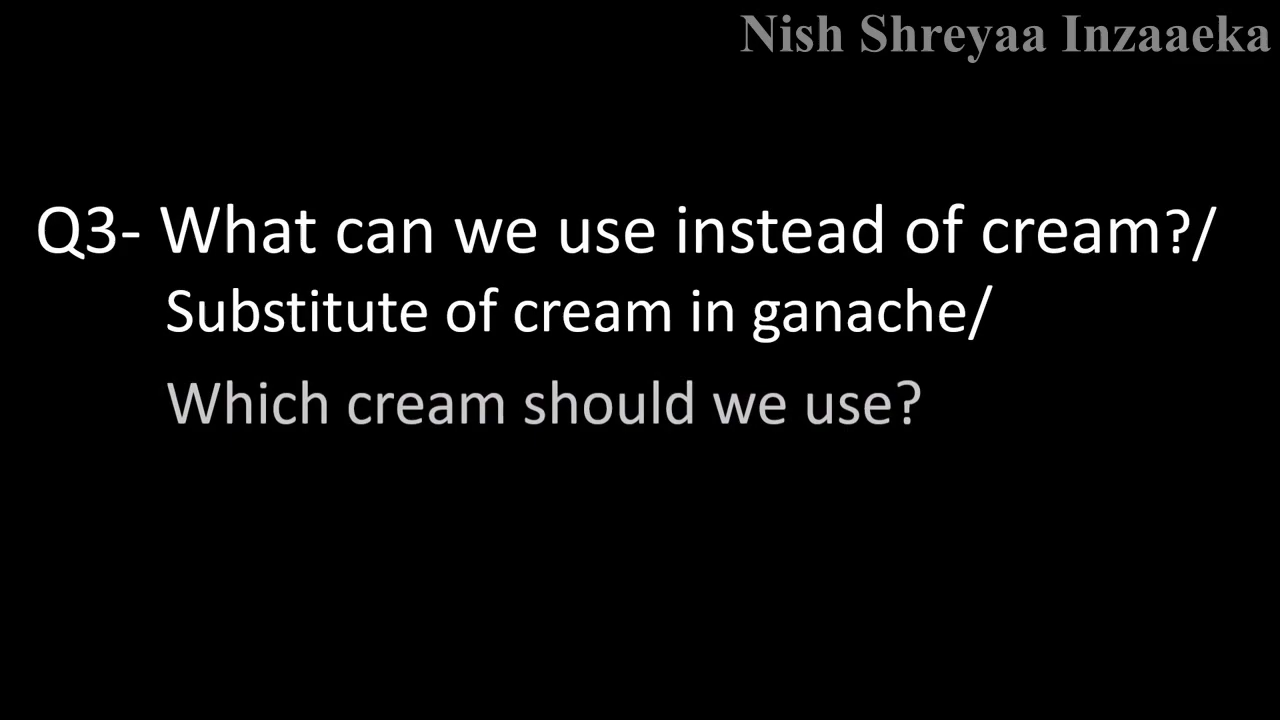 Nish Shreyaa Inzaaeka
Q3- What can we use instead of cream?/
Substitute of cream in ganache/
Which cream should we use?